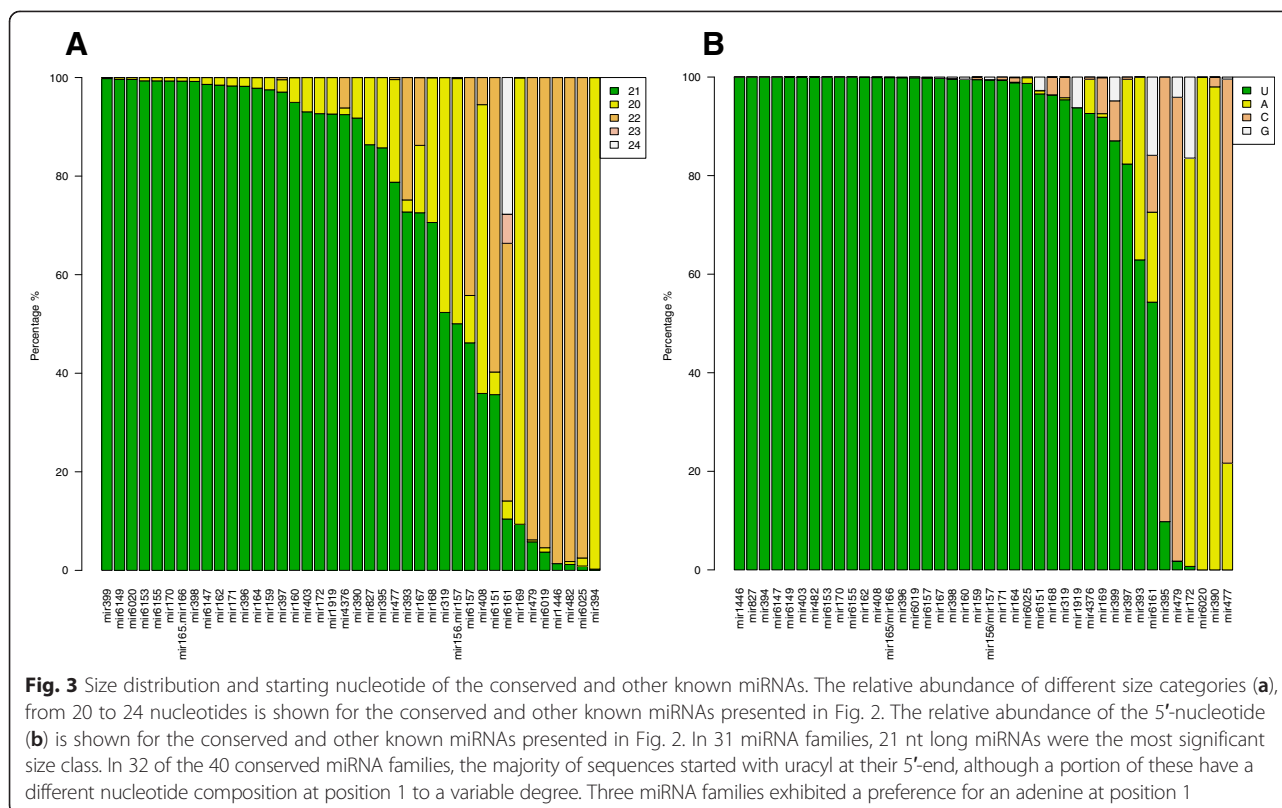 A
B
100
80
60
40
20
0
Percentage %
21
20
22
23
24
mir399
mir6149
mir6020
mir6153
mir6155
mir170
mir165.mir166
mir398
mir6147
mir162
mir171
mir396
mir164
mir159
mir397
mir160
mir403
mir172
mir1919
mir4376
mir390
mir827
mir395
mir477
mir393
mir167
mir168
mir319
mir156.mir157
mir6157
mir408
mir6151
mir6161
mir169
mir479
mir6019
mir1446
mir482
mir6025
mir394
100
80
60
40
20
0
Percentage %
U
A
C
G
mir1446
mir827
mir394
mir6147
mir6149
mir403
mir482
mir6153
mir170
mir6155
mir162
mir408
mir165/mir166
mir396
mir6019
mir6157
mir167
mir398
mir160
mir159
mir156/mir157
mir171
mir164
mir6025
mir6151
mir168
mir319
mir1919
mir4376
mir169
mir399
mir397
mir393
mir6161
mir395
mir479
mir172
mir6020
mir390
mir477
Fig. 3 Size distribution and starting nucleotide of the conserved and other known miRNAs. The relative abundance of different size categories (a),
from 20 to 24 nucleotides is shown for the conserved and other known miRNAs presented in Fig. 2. The relative abundance of the 5′-nucleotide
(b) is shown for the conserved and other known miRNAs presented in Fig. 2. In 31 miRNA families, 21 nt long miRNAs were the most significant
size class. In 32 of the 40 conserved miRNA families, the majority of sequences started with uracyl at their 5′-end, although a portion of these have a
different nucleotide composition at position 1 to a variable degree. Three miRNA families exhibited a preference for an adenine at position 1